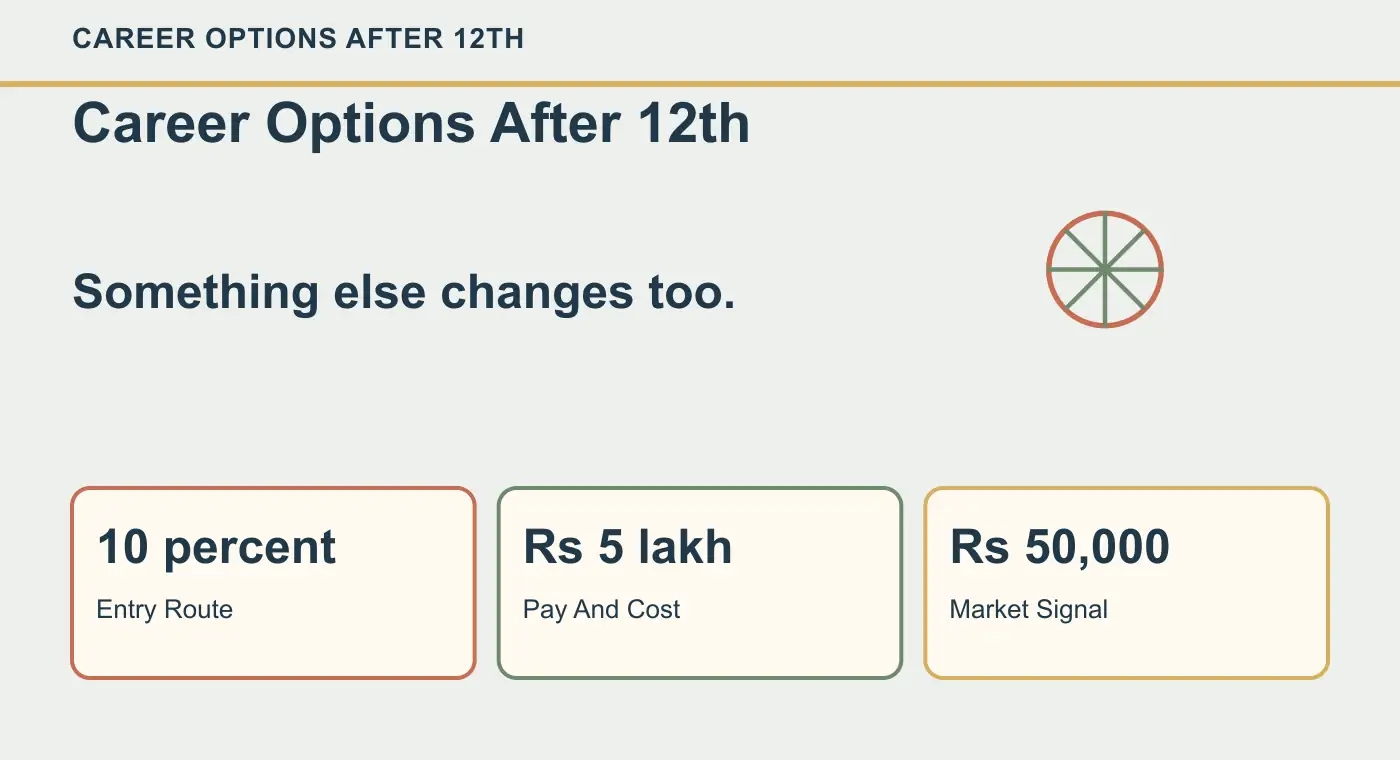 CAREER OPTIONS AFTER 12TH
Career Options After 12th
Something else changes too.
10 percent
Entry Route
Rs 5 lakh
Pay And Cost
Rs 50,000
Market Signal